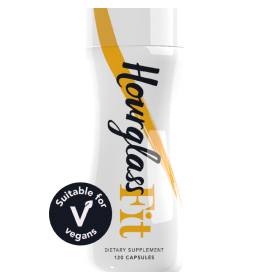 Hourglass
Fit
Suitable for
V
vegans
DIETARY SUPPLEMENT
120 CAPSULES